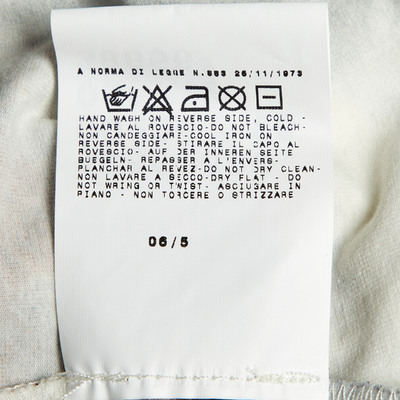 A NORMA DI LEGGE N.883 26/11/1973
HAND WASH ON REVERSE SIDE, COLD -
LAVARE AL ROVESCIO-DO NOT BLEACH-
NON CANDEGGIARE-COOL IRON ON
REVERSE SIDE- STIRARE IL CAPO AL
ROVESCIO- AUF DER INNEREN SEITE
BUEGELN- REPASSER A L'ENVERS-
PLANCHAR AL REVEZ-DO NOT DRY CLEAN-
NON LAVARE A SECCO-DRY FLAT - DO
NOT WRING OR TWIST- ASCIUGARE IN
PIANO - NON TORCERE O STRIZZARE
06/5